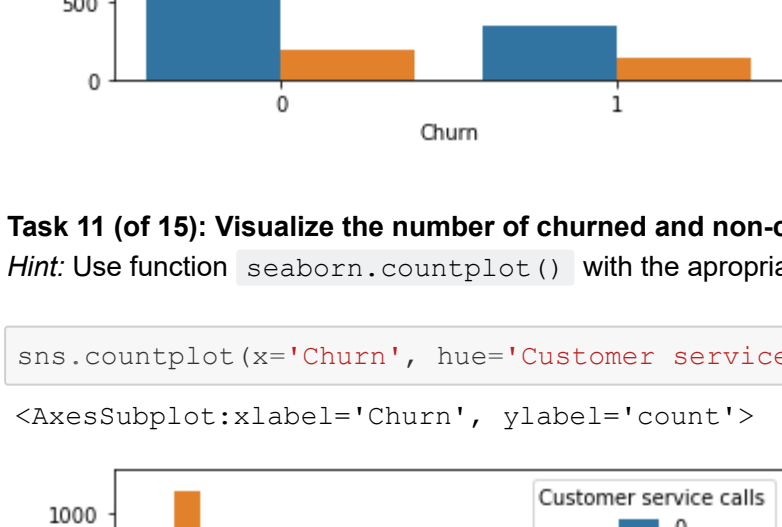 500
0
0 1
Churn
Task 11 (of 15): Visualize the number of churned and
Hint: Use function seaborn.countplot() with the
sns.countplot(x='Churn', hue='Customer service
<AxesSubplot:xlabel='Churn', ylabel='count'>
Customer service calls
1000
0